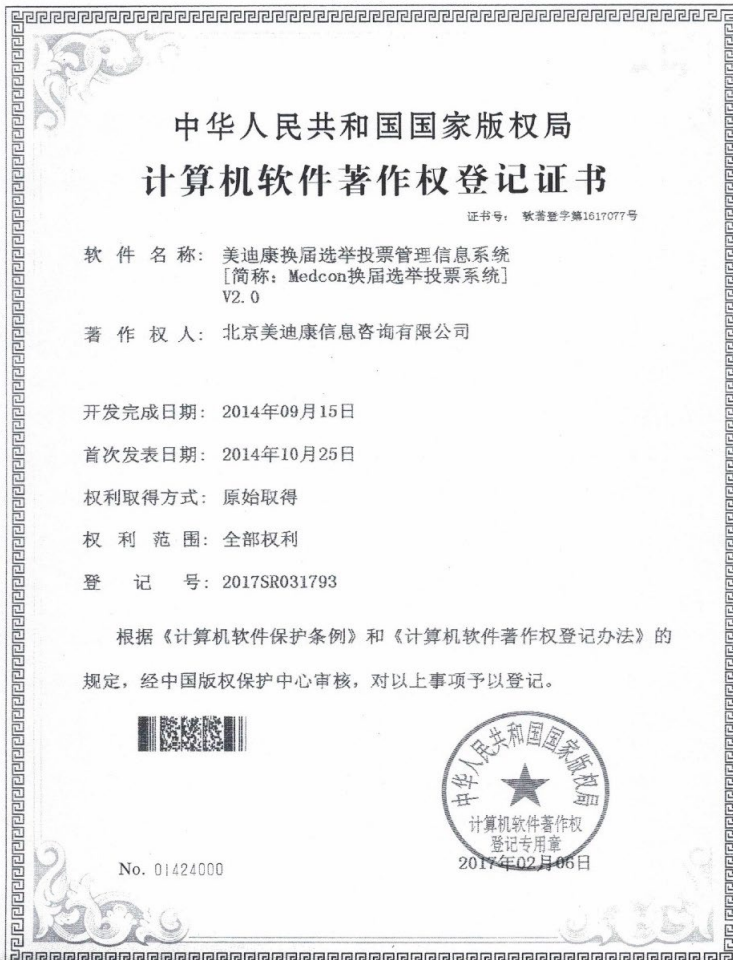 中华人民共和国国家版权局
计算机软件著作权登记证书
证书号： 软著登字第1617077号
软件名称： 美迪康换届选举投票管理信息系统
[简称：Medcon换届选举投票系统]
V2.0
著作权人： 北京美迪康信息咨询有限公司
开发完成日期： 2014年09月15日
首次发表日期： 2014年10月25日
权利取得方式： 原始取得
权利范围： 全部权利
登记号： 2017SR031793
根据《计算机软件保护条例》和《计算机软件著作权登记办法》的
规定，经中国版权保护中心审核，对以上事项予以登记。
中华人民共和国国家版权局
计算机软件著作权
登记专用章
2017年02月06日
No. 01424000